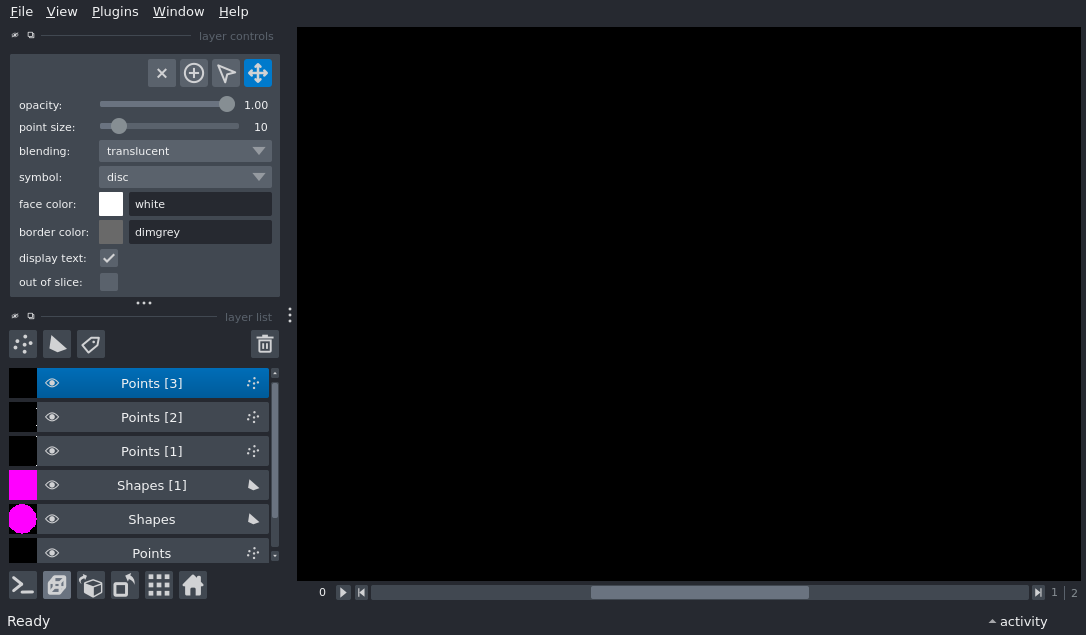 File View Plugins Window Help
layer controls
opacity: 1.00
point size: 10
blending: translucent
symbol: disc
face color: white
border color: dimgrey
display text:
out of slice:
layer list
Points [3]
Points [2]
Points [1]
Shapes [1]
Shapes
Points
0 1 2
Ready activity